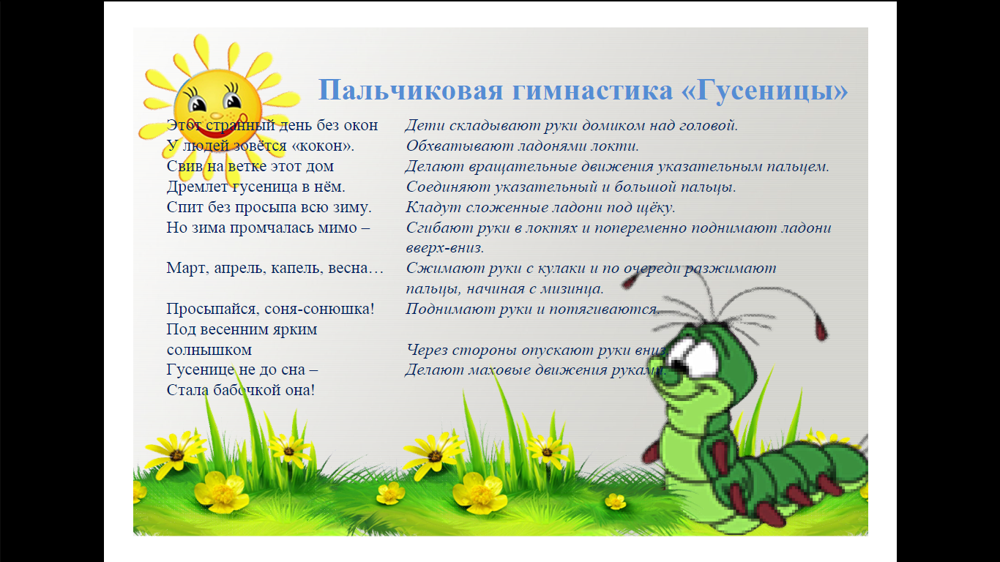 Пальчиковая гимнастика «Гусеницы»
Этот странный день без окон
У людей зовётся «кокон».
Свив на ветке этот дом
Дремлет гусеница в нём.
Спит без просыпа всю зиму.
Но зима промчалась мимо –
Март, апрель, капель, весна…
Просыпайся, соня-сонюшка!
Под весенним ярким
солнышком
Гусенице не до сна –
Стала бабочкой она!
Дети складывают руки домиком над головой.
Обхватывают ладонями локти.
Делают вращательные движения указательным пальцем.
Соединяют указательный и большой пальцы.
Кладут сложенные ладони под щёку.
Сгибают руки в локтях и попеременно поднимают ладони
вверх-вниз.
Сжимают руки с кулаки и по очереди разжимают
пальцы, начиная с мизинца.
Поднимают руки и потягиваются.
Через стороны опускают руки вниз.
Делают маховые движения руками.